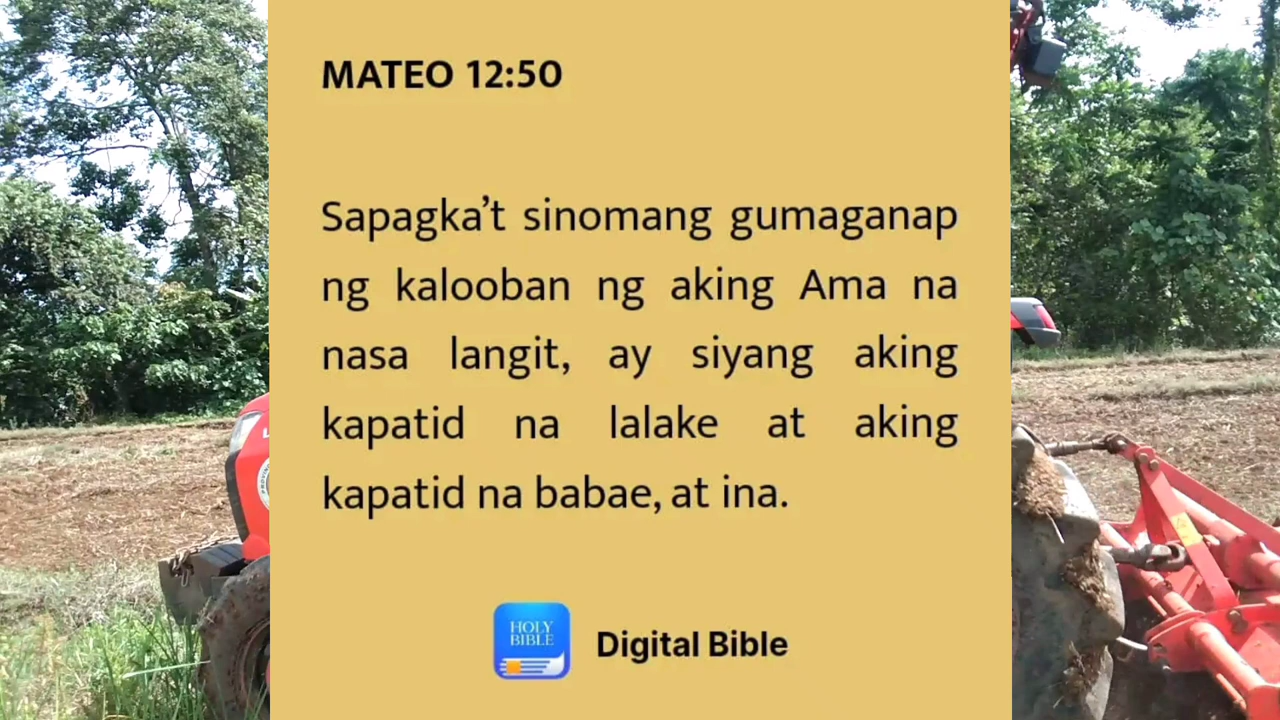 MATEO 12:50
Sapagka’t sinomang gumaganap
ng kalooban ng aking Ama na
nasa langit, ay siyang aking
kapatid na lalake at aking
kapatid na babae, at ina.
HOLY
BIBLE
Digital Bible